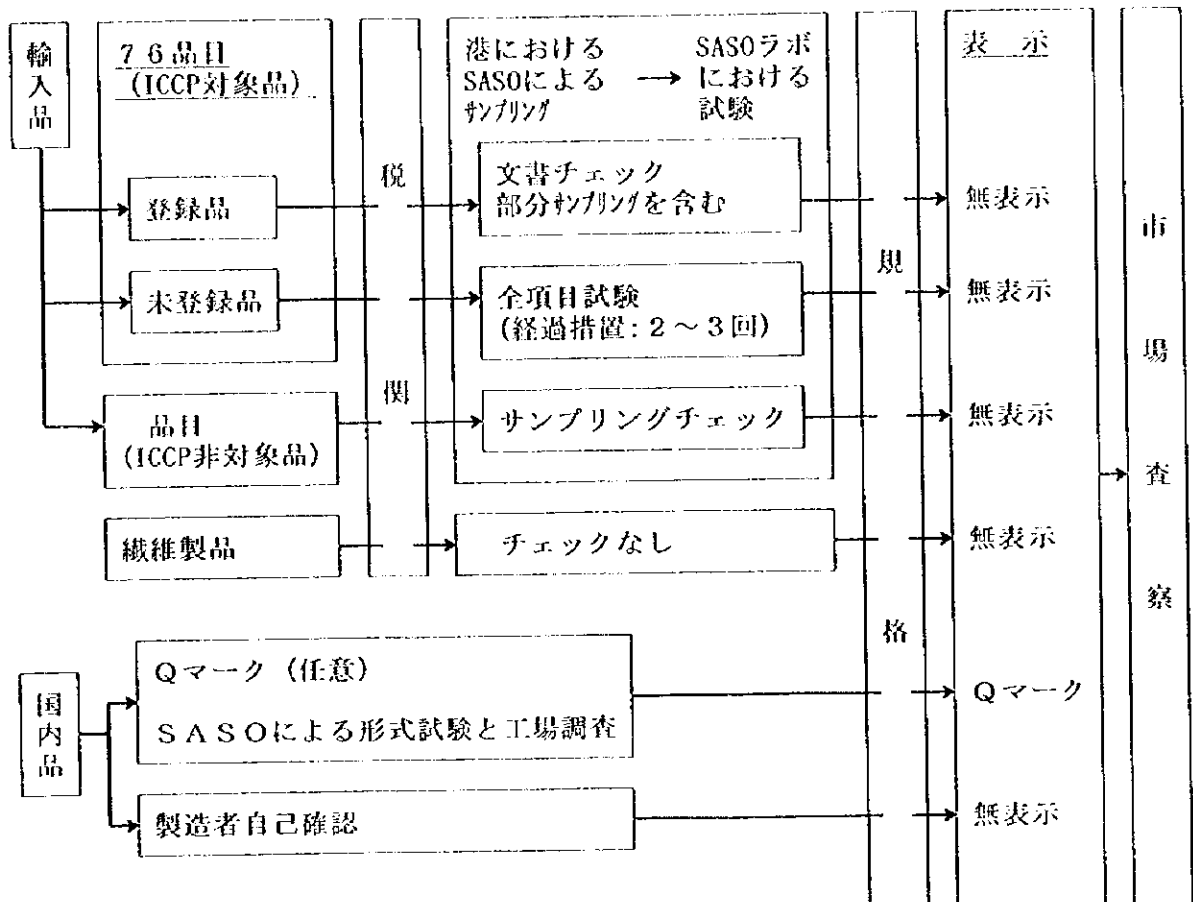 輸入品
76品目
(ICCP対象品)
登録品
未登録品
品目
(ICCP非対象品)
繊維製品
税関
港における
SASOによる
サンプリング
→
SASOラボ
における
試験
文書チェック
部分サンプリングを含む
全項目試験
(経過措置:2～3回)
サンプリングチェック
チェックなし
規格
表示
無表示
無表示
無表示
無表示
Qマーク
無表示
市場査察
国内品
Qマーク (任意)
SASOによる形式試験と工場調査
製造者自己確認